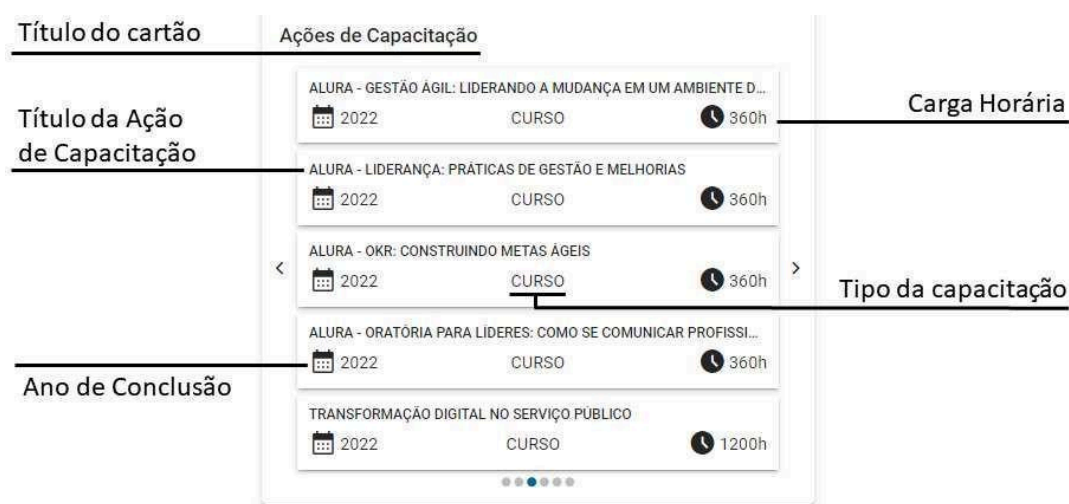 Título do cartão
Ações de Capacitação
ALURA - GESTÃO ÁGIL: LIDERANDO A MUDANÇA EM UM AMBIENTE D...
2022 CURSO 360h
Carga Horária
Título da Ação
de Capacitação
ALURA - LIDERANÇA: PRÁTICAS DE GESTÃO E MELHORIAS
2022 CURSO 360h
ALURA - OKR: CONSTRUINDO METAS ÁGEIS
2022 CURSO 360h
Tipo da capacitação
ALURA - ORATÓRIA PARA LÍDERES: COMO SE COMUNICAR PROFISSI...
2022 CURSO 360h
Ano de Conclusão
TRANSFORMAÇÃO DIGITAL NO SERVIÇO PÚBLICO
2022 CURSO 1200h